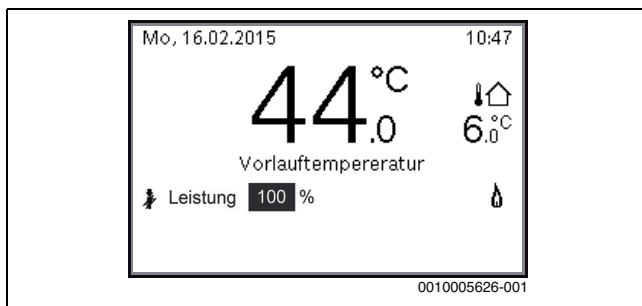 Mo, 16.02.2015 10:47
44.0 °C
6.0 °C
Vorlauftempereratur
Leistung 100 %
0010005626-001